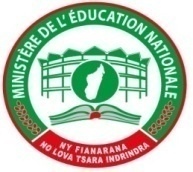 MINISTÈRE DE L'ÉDUCATION NATIONALE
NY FIANARANA
NO LOVA TSARA INDRINDRA